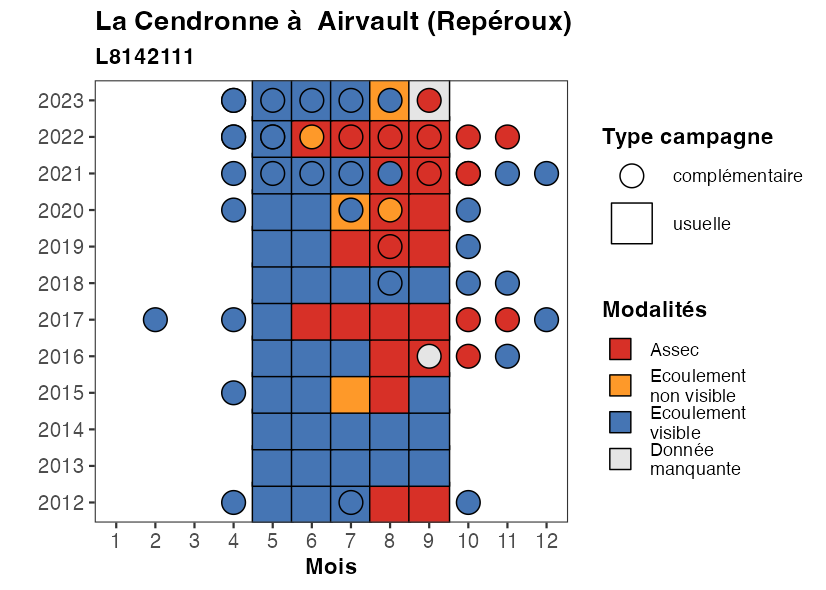 La Cendronne à  Airvault (Repéroux)
L8142111
2023
2022
2021
2020
2019
2018
2017
2016
2015
2014
2013
2012
1 2 3 4 5 6 7 8 9 10 11 12
Mois
Type campagne
complémentaire
usuelle
Modalités
Assec
Ecoulement
non visible
Ecoulement
visible
Donnée
manquante